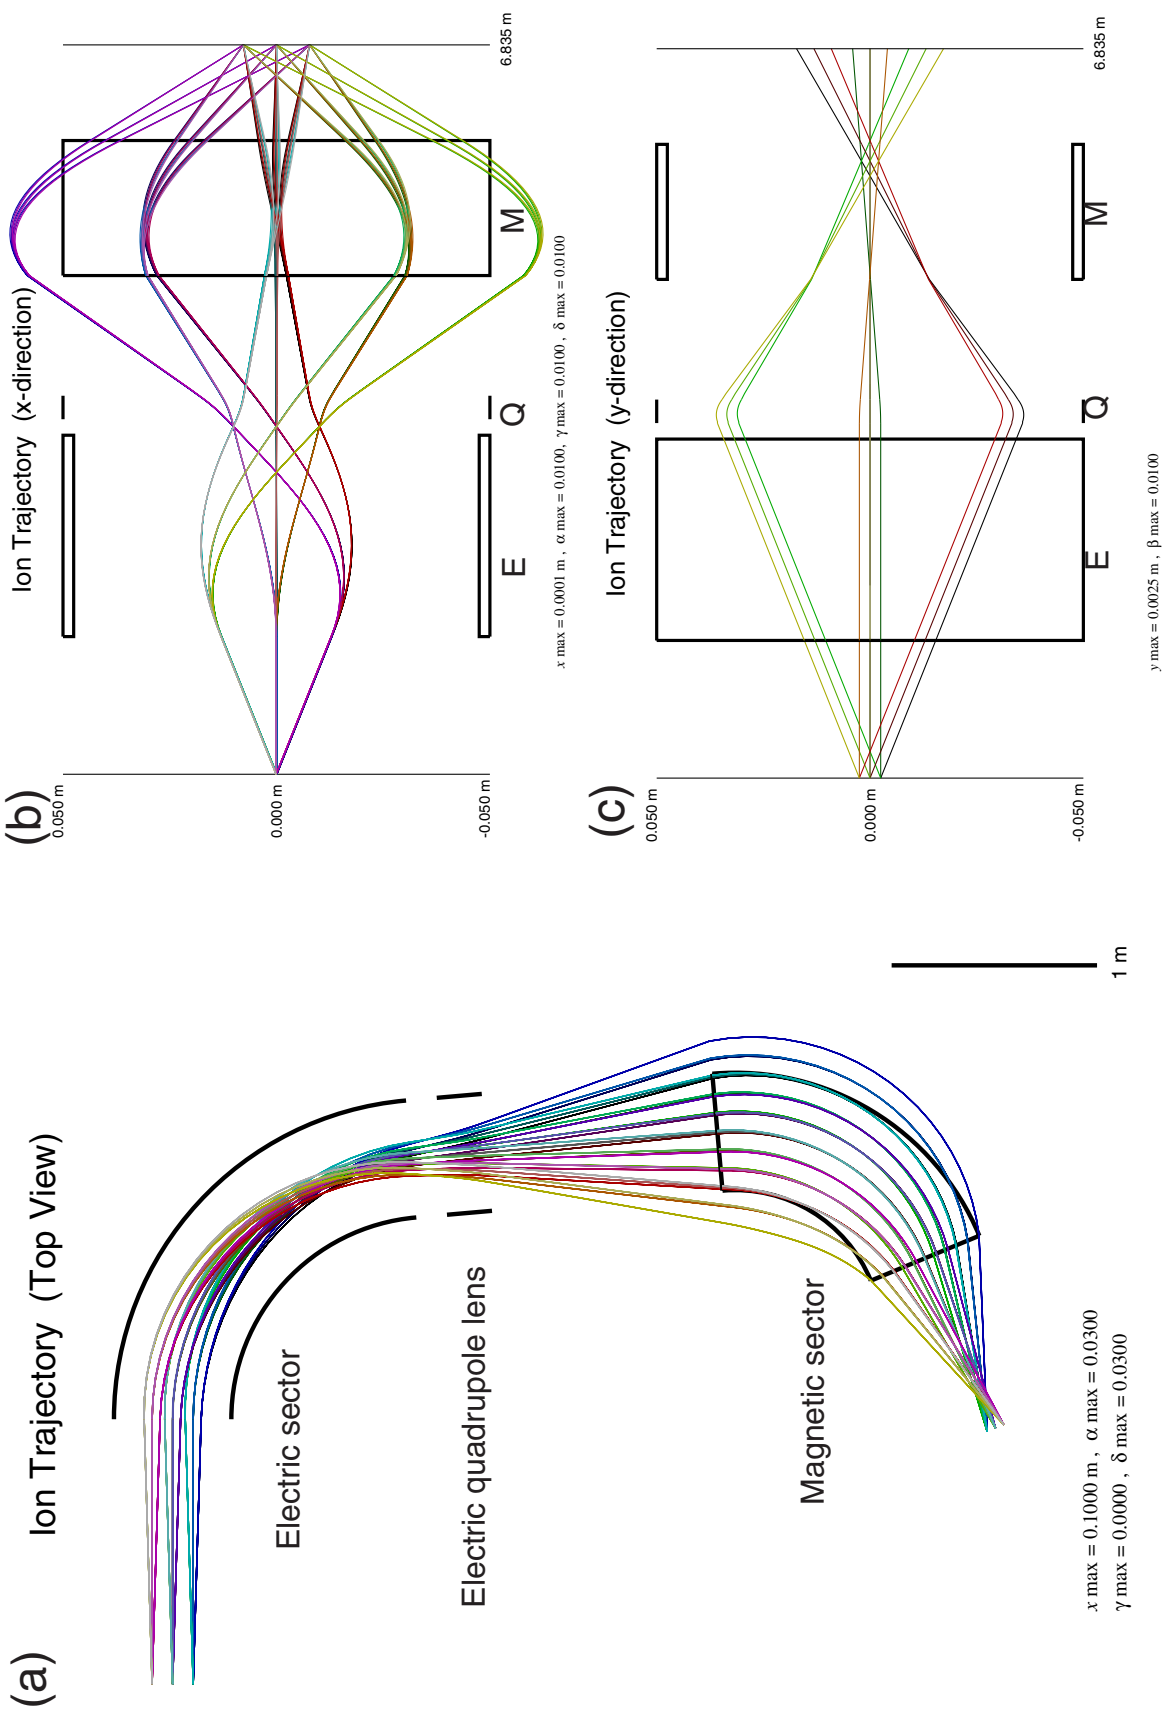 (a)
Ion Trajectory (Top View)
Electric sector
Electric quadrupole lens
Magnetic sector
x max = 0.1000 m , α max = 0.0300
γ max = 0.0000 , δ max = 0.0300
1 m
(b)
Ion Trajectory (x-direction)
0.050 m
0.000 m
-0.050 m
E
Q
M
6.835 m
x max = 0.0001 m , α max = 0.0100, γ max = 0.0100 , δ max = 0.0100
(c)
Ion Trajectory (y-direction)
0.050 m
0.000 m
-0.050 m
E
Q
M
6.835 m
y max = 0.0025 m , β max = 0.0100